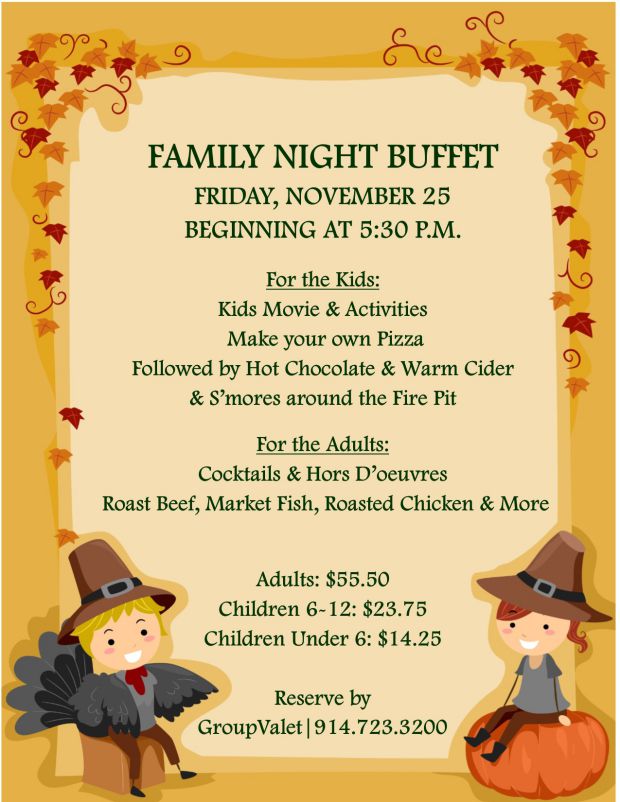 FAMILY NIGHT BUFFET
FRIDAY, NOVEMBER 25
BEGINNING AT 5:30 P.M.
For the Kids:
Kids Movie & Activities
Make your own Pizza
Followed by Hot Chocolate & Warm Cider
& S'mores around the Fire Pit
For the Adults:
Cocktails & Hors D'oeuvres
Roast Beef, Market Fish, Roasted Chicken & More
Adults: $55.50
Children 6-12: $23.75
Children Under 6: $14.25
Reserve by
GroupValet|914.723.3200